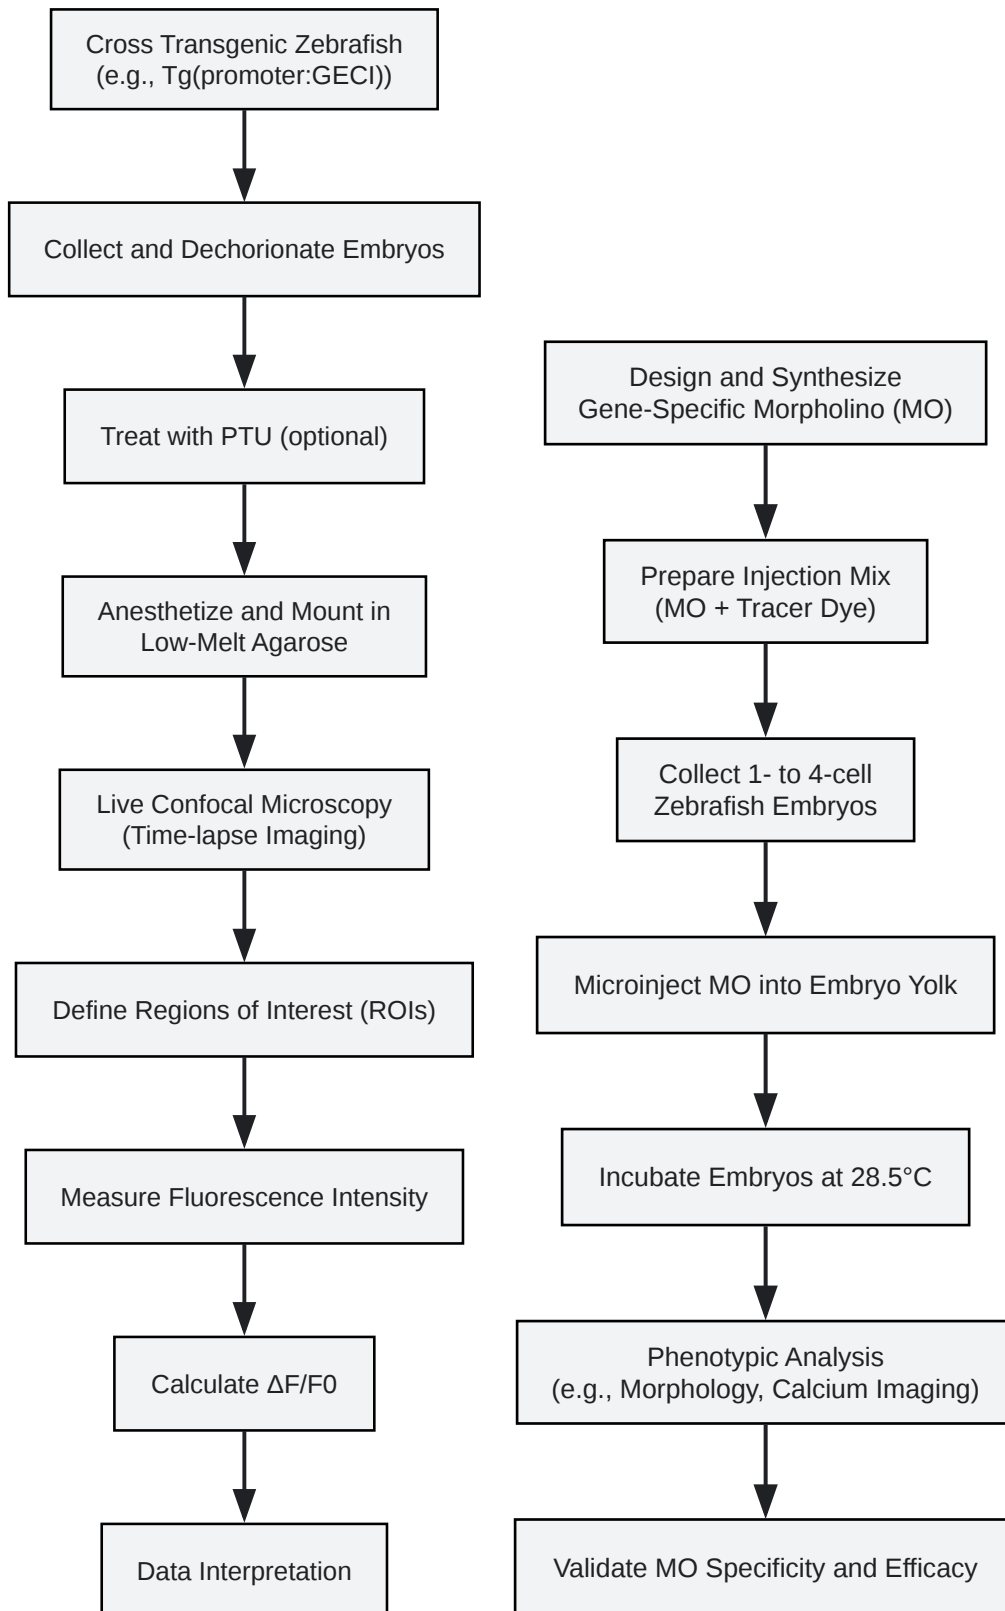 Cross Transgenic Zebrafish
(e.g., Tg(promoter:GECI))
Collect and Dechorionate Embryos
Treat with PTU (optional)
Anesthetize and Mount in
Low-Melt Agarose
Live Confocal Microscopy
(Time-lapse Imaging)
Define Regions of Interest (ROIs)
Measure Fluorescence Intensity
Calculate ΔF/F0
Data Interpretation
Design and Synthesize
Gene-Specific Morpholino (MO)
Prepare Injection Mix
(MO + Tracer Dye)
Collect 1- to 4-cell
Zebrafish Embryos
Microinject MO into Embryo Yolk
Incubate Embryos at 28.5°C
Phenotypic Analysis
(e.g., Morphology, Calcium Imaging)
Validate MO Specificity and Efficacy